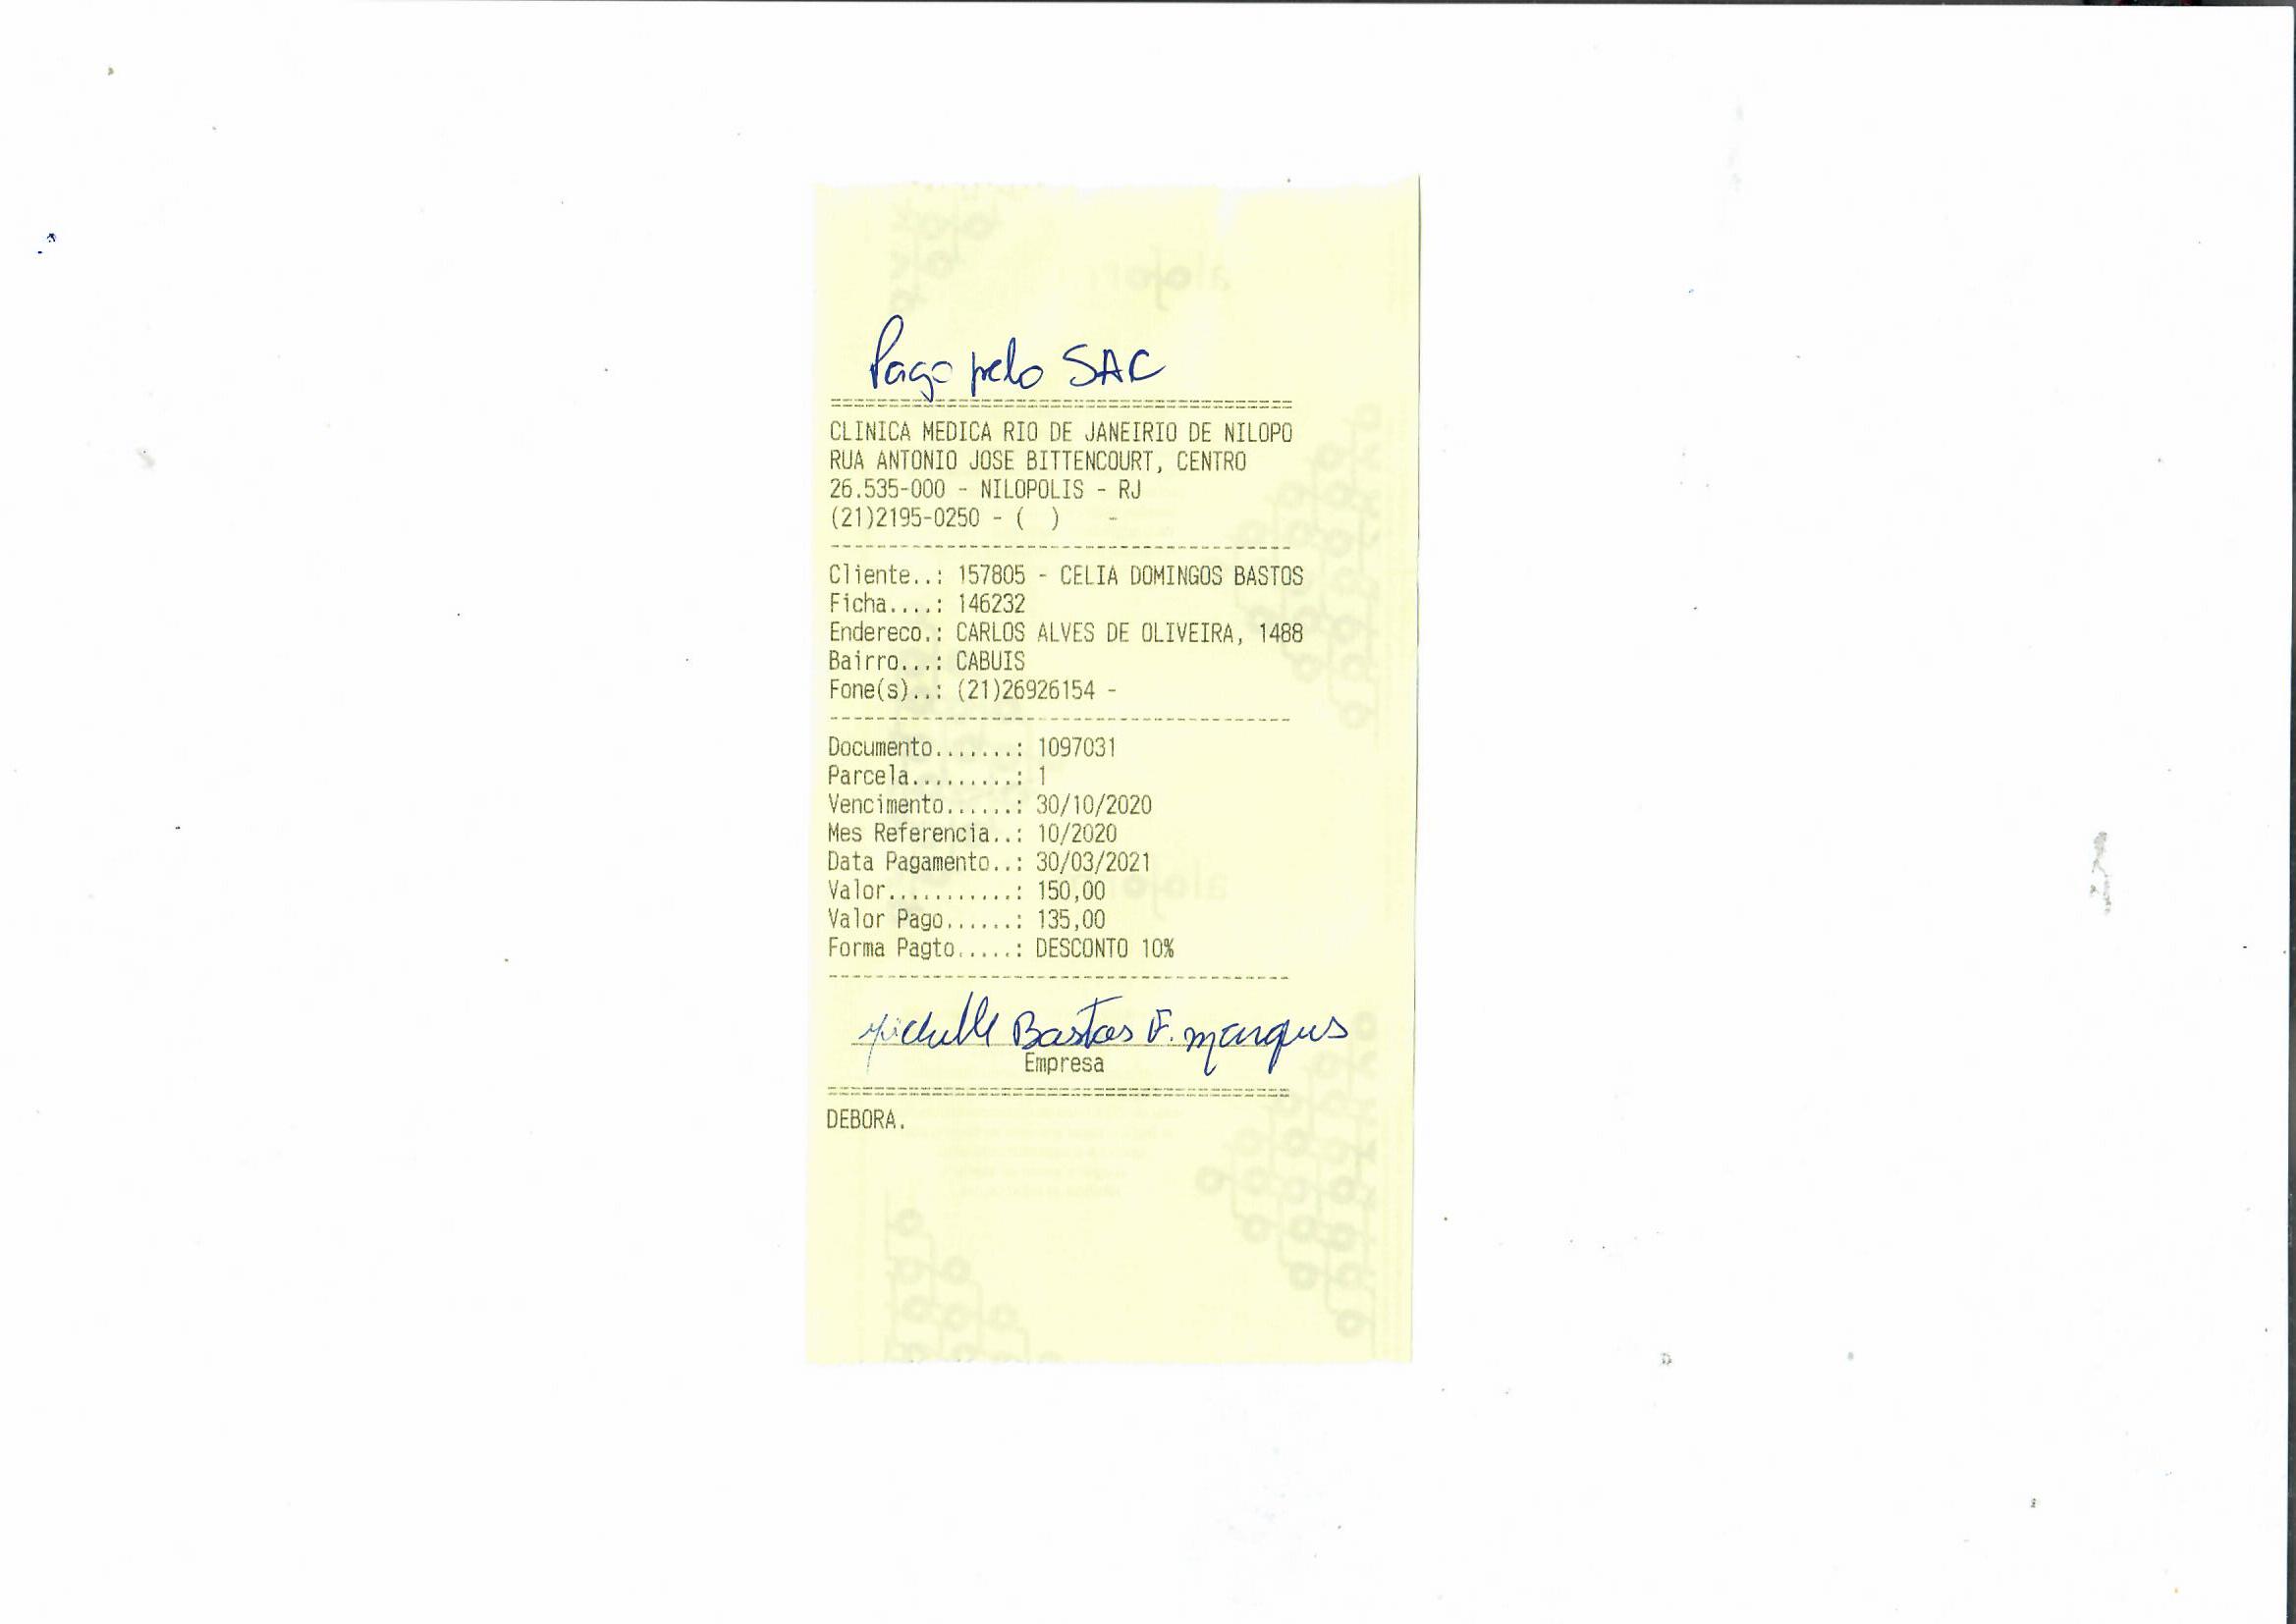 Pago pelo SAC
========================================
CLINICA MEDICA RIO DE JANEIRIO DE NILOPO
RUA ANTONIO JOSE BITTENCOURT, CENTRO
26.535-000 - NILOPOLIS - RJ
(21)2195-0250 - (  )    -
----------------------------------------
Cliente..: 157805 - CELIA DOMINGOS BASTOS
Ficha....: 146232
Endereco.: CARLOS ALVES DE OLIVEIRA, 1488
Bairro...: CABUIS
Fone(s)..: (21)26926154 -
----------------------------------------
Documento.......: 1097031
Parcela.........: 1
Vencimento......: 30/10/2020
Mes Referencia..: 10/2020
Data Pagamento..: 30/03/2021
Valor...........: 150,00
Valor Pago......: 135,00
Forma Pagto.....: DESCONTO 10%
----------------------------------------
Michelle Bastos F. Marques
Empresa
========================================
DEBORA.